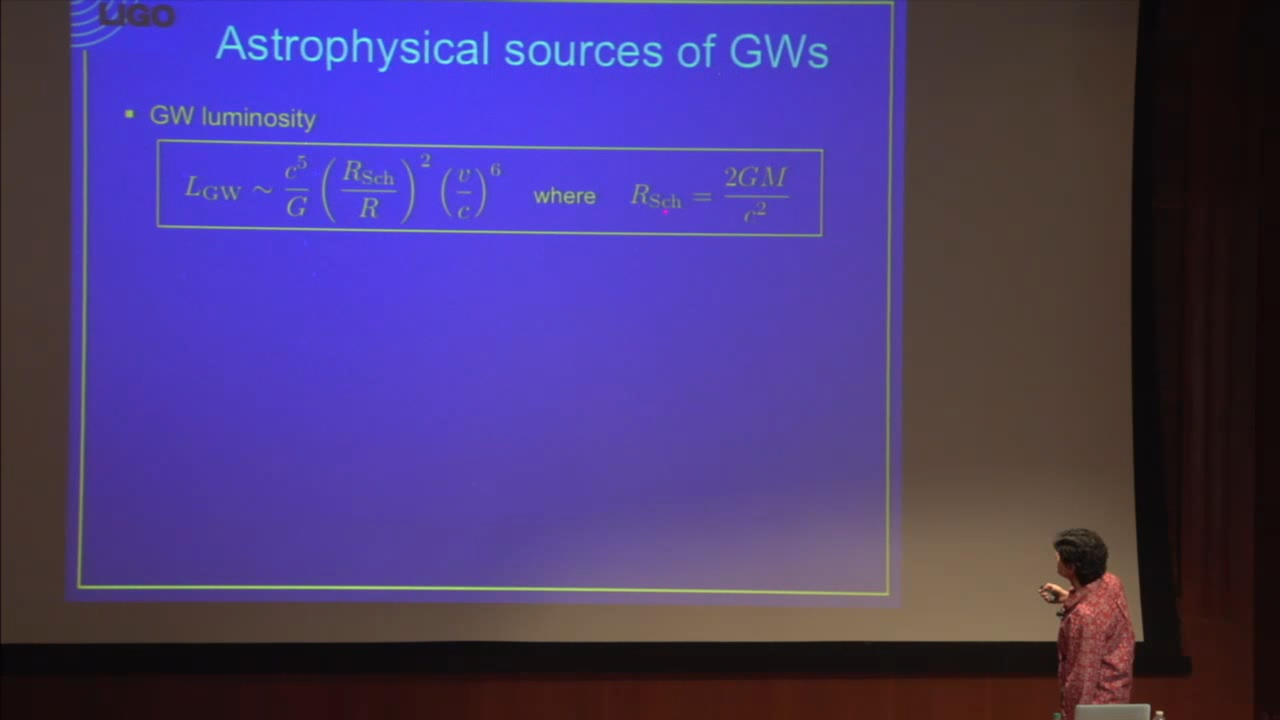 LIGO
Astrophysical sources of GWs
▪ GW luminosity
L_GW ~ c^5/G (R_Sch/R)^2 (v/c)^6 where R_Sch = 2GM/c^2